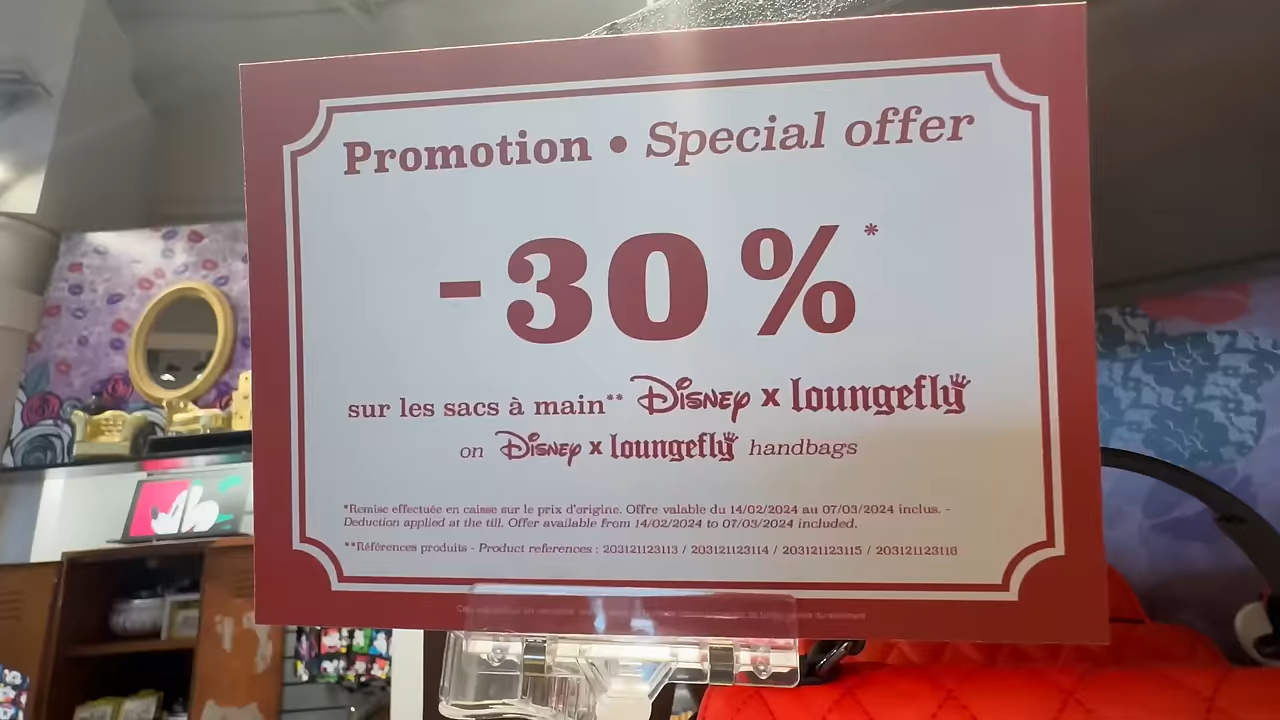 Promotion • Special offer
-30%*
sur les sacs à main** Disney x loungefly
on Disney x loungefly handbags
*Remise effectuée en caisse sur le prix d'origine. Offre valable du 14/02/2024 au 07/03/2024 inclus. -
Deduction applied at the till. Offer available from 14/02/2024 to 07/03/2024 included.
**Références produits - Product references : 203121123113 / 203121123114 / 203121123115 / 203121123116